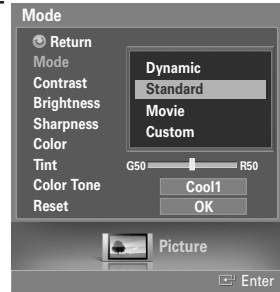 Mode
Return
Mode
Contrast
Brightness
Sharpness
Color
Tint G50 R50
Color Tone Cool1
Reset OK
Dynamic
Standard
Movie
Custom
Picture
Enter